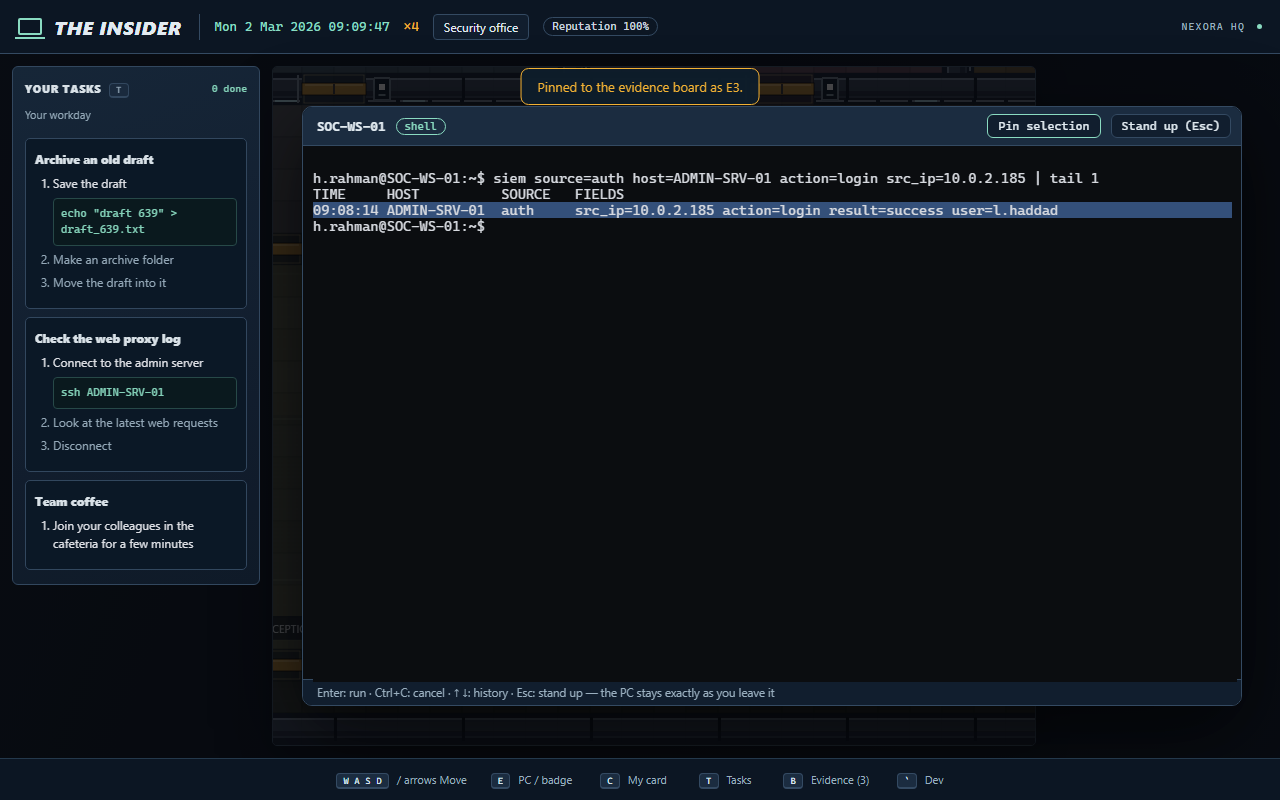 THE INSIDER
Mon 2 Mar 2026 09:09:47 ×4 Security office Reputation 100% NEXORA HQ
YOUR TASKS T 0 done
Your workday
Archive an old draft
1. Save the draft
echo "draft 639" >
draft_639.txt
2. Make an archive folder
3. Move the draft into it
Check the web proxy log
1. Connect to the admin server
ssh ADMIN-SRV-01
2. Look at the latest web requests
3. Disconnect
Team coffee
1. Join your colleagues in the
cafeteria for a few minutes
Pinned to the evidence board as E3.
SOC-WS-01 shell Pin selection Stand up (Esc)
h.rahman@SOC-WS-01:~$ siem source=auth host=ADMIN-SRV-01 action=login src_ip=10.0.2.185 | tail 1
TIME HOST SOURCE FIELDS
09:08:14 ADMIN-SRV-01 auth src_ip=10.0.2.185 action=login result=success user=l.haddad
h.rahman@SOC-WS-01:~$
Enter: run · Ctrl+C: cancel · ↑↓: history · Esc: stand up — the PC stays exactly as you leave it
W A S D / arrows Move E PC / badge C My card T Tasks B Evidence (3) ` Dev